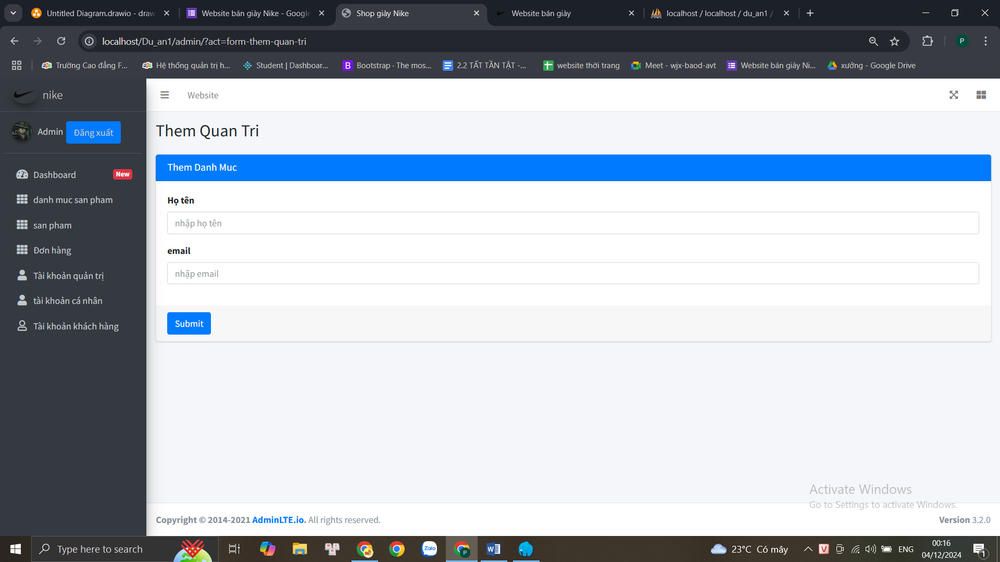 Untitled Diagram.drawio - draw
Website bán giày Nike - Google
Shop giày Nike
Website bán giày
localhost / localhost / du_an1 /
localhost/Du_an1/admin/?act=form-them-quan-tri
P
Trường Cao đẳng F...
Hệ thống quản trị h...
Student | Dashboar...
B
Bootstrap · The mos...
2.2 TẤT TẦN TẬT -...
website thời trang
Meet - wjx-baod-avt
Website bán giày Ni...
xưởng - Google Drive
nike
Website
Admin
Đăng xuất
Them Quan Tri
Dashboard
New
danh muc san pham
san pham
Đơn hàng
Tài khoản quản trị
tài khoản cá nhân
Tài khoản khách hàng
Them Danh Muc
Họ tên
nhập họ tên
email
nhập email
Submit
Activate Windows
Go to Settings to activate Windows.
Copyright © 2014-2021 AdminLTE.io. All rights reserved.
Version 3.2.0
Type here to search
Zalo
P
W
23°C Có mây
V
ENG
00:16
04/12/2024
1